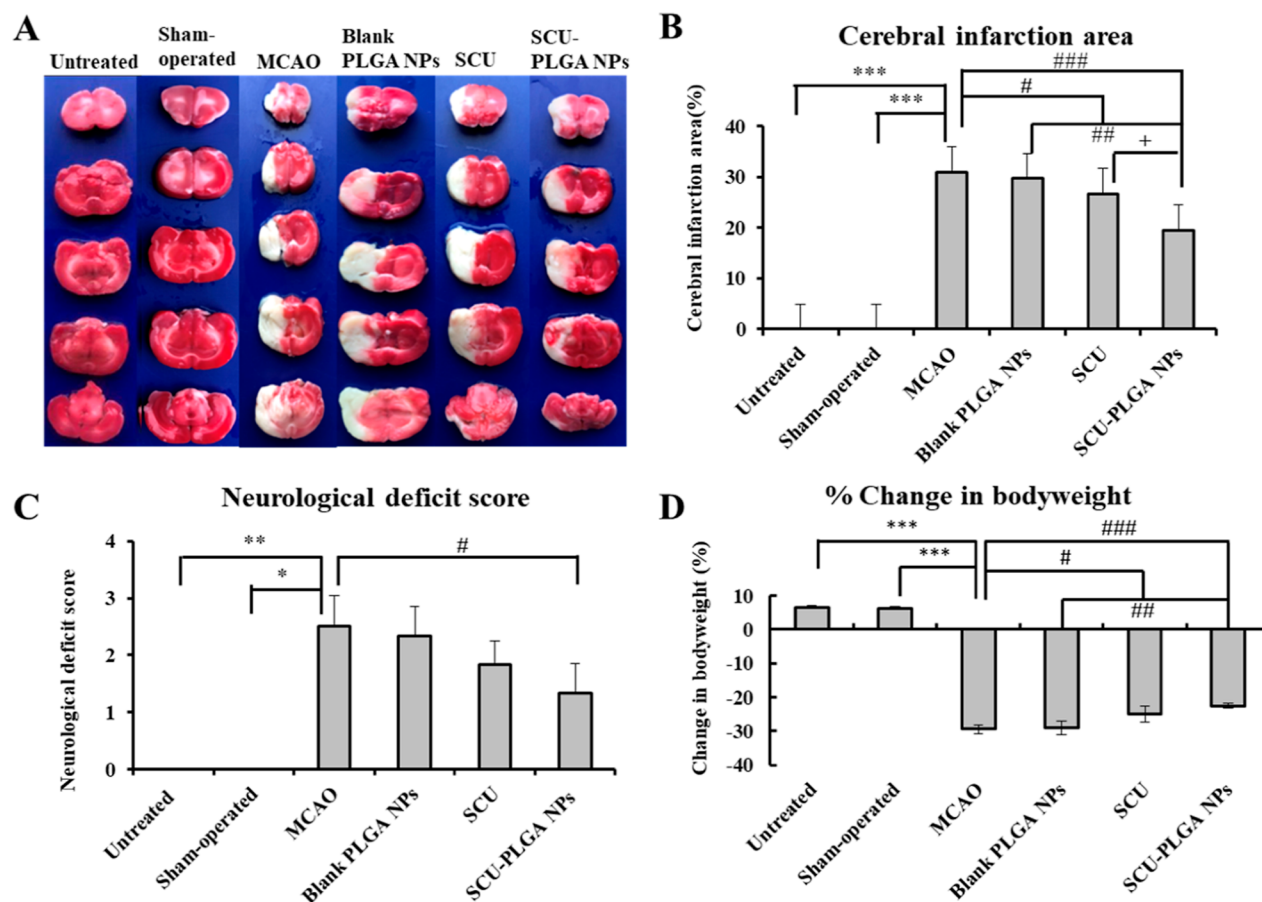 A
Untreated
Sham-
operated
MCAO
Blank
PLGA NPs
SCU
SCU-
PLGA NPs
B
Cerebral infarction area
***
***
###
#
##
+
Cerebral infarction area(%)
40
30
20
10
0
Untreated
Sham-operated
MCAO
Blank PLGA NPs
SCU
SCU-PLGA NPs
C
Neurological deficit score
**
*
#
Neurological deficit score
4
3
2
1
0
Untreated
Sham-operated
MCAO
Blank PLGA NPs
SCU
SCU-PLGA NPs
D
% Change in bodyweight
***
***
###
#
##
Change in bodyweight (%)
10
0
-10
-20
-30
-40
Untreated
Sham-operated
MCAO
Blank PLGA NPs
SCU
SCU-PLGA NPs